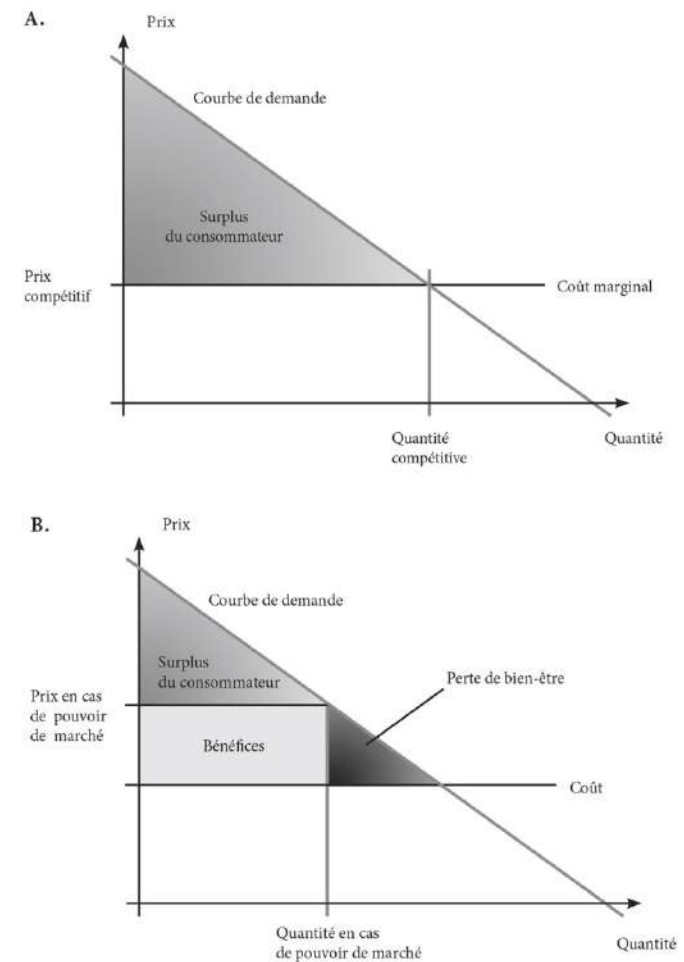 A.
Prix
Courbe de demande
Surplus
du consommateur
Prix
compétitif
Coût marginal
Quantité
compétitive
Quantité
B.
Prix
Courbe de demande
Surplus
du consommateur
Perte de bien-être
Prix en cas
de pouvoir
de marché
Bénéfices
Coût
Quantité en cas
de pouvoir de marché
Quantité